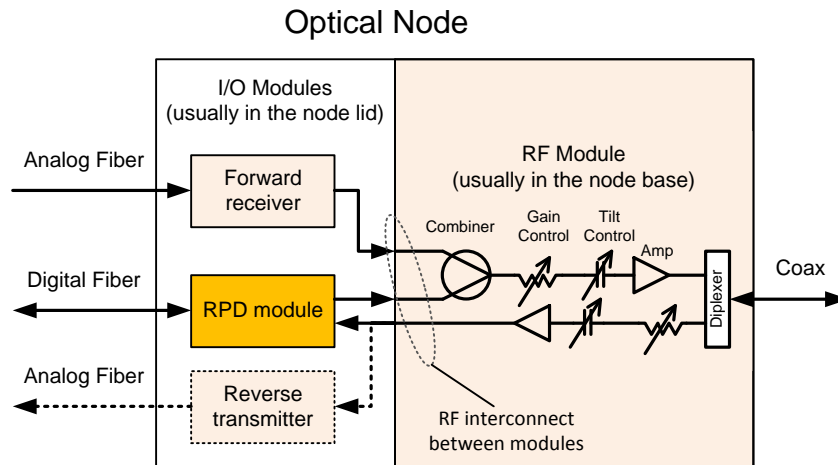 Optical Node
I/O Modules
(usually in the node lid)
Analog Fiber
Forward
receiver
RF Module
(usually in the node base)
Combiner
Gain
Control
Tilt
Control
Amp
Digital Fiber
RPD module
Diplexer
Coax
Analog Fiber
Reverse
transmitter
RF interconnect
between modules